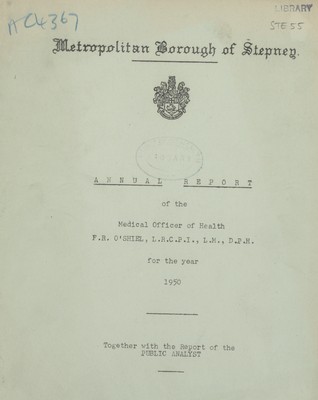 AC4367
LIBRARY
STE 55
Metropolitan Borough of Stepney.
ANNUAL REPORT
of the
Medical Officer of Health
F.R. O'SHIEL, L.R.C.P.I., L.M., D.P.H.
for the year
1950
Together with the Report of the
PUBLIC ANALYST